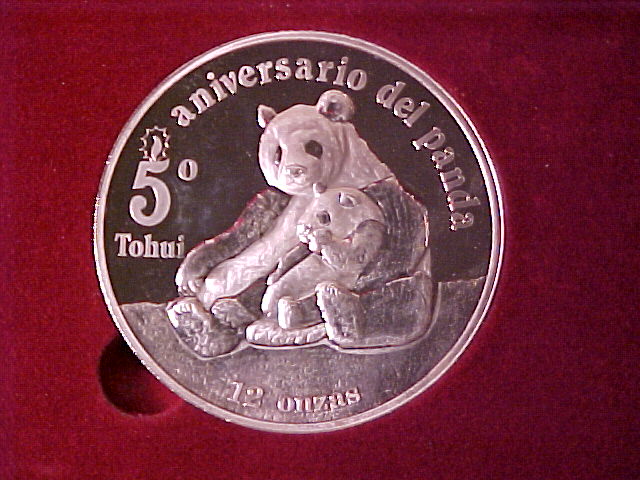 aniversario del panda
5º
Tohui
12 onzas